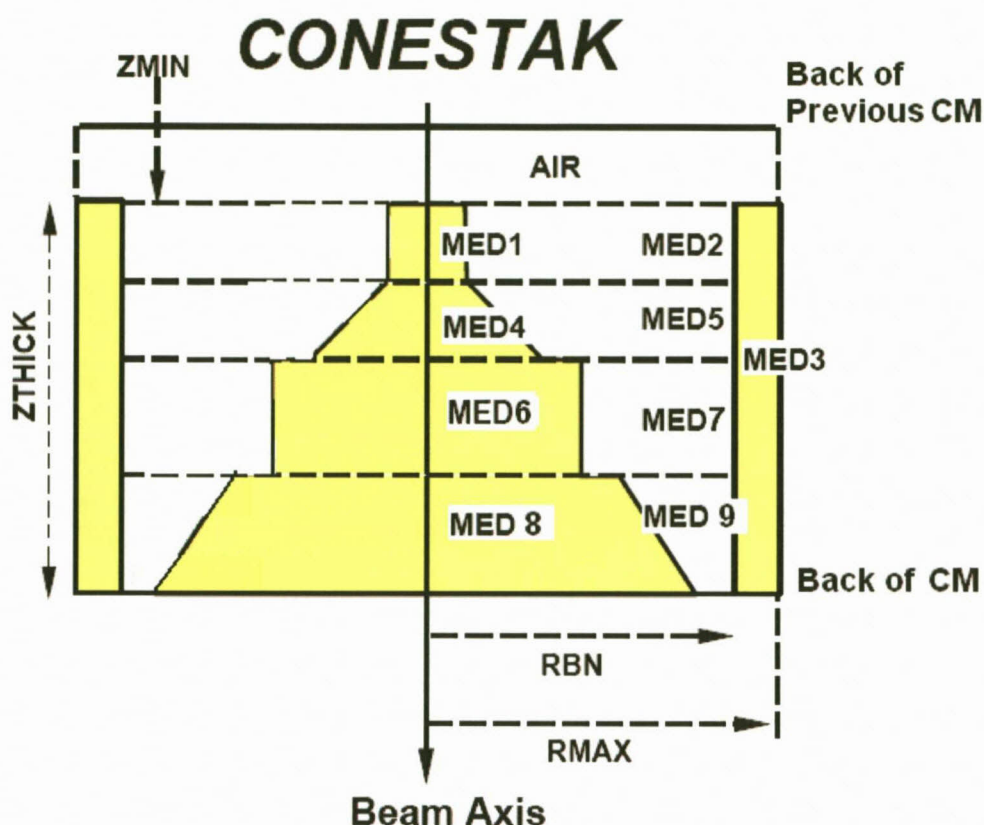 CONESTAK
ZMIN
Back of
Previous CM
AIR
MED1
MED2
MED4
MED5
MED3
ZTHICK
MED6
MED7
MED 8
MED 9
Back of CM
RBN
RMAX
Beam Axis